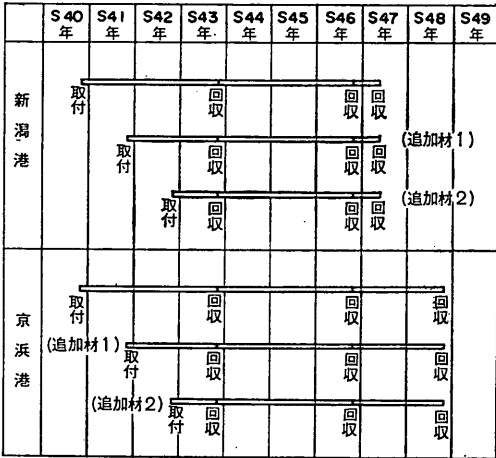 S40年 S41年 S42年 S43年 S44年 S45年 S46年 S47年 S48年 S49年
新潟港
取付 回収 回収 回収
取付 回収 回収 回収 (追加材1)
取付 回収 回収 回収 (追加材2)
京浜港
取付 回収 回収 回収
(追加材1) 取付 回収 回収 回収
(追加材2) 取付 回収 回収 回収